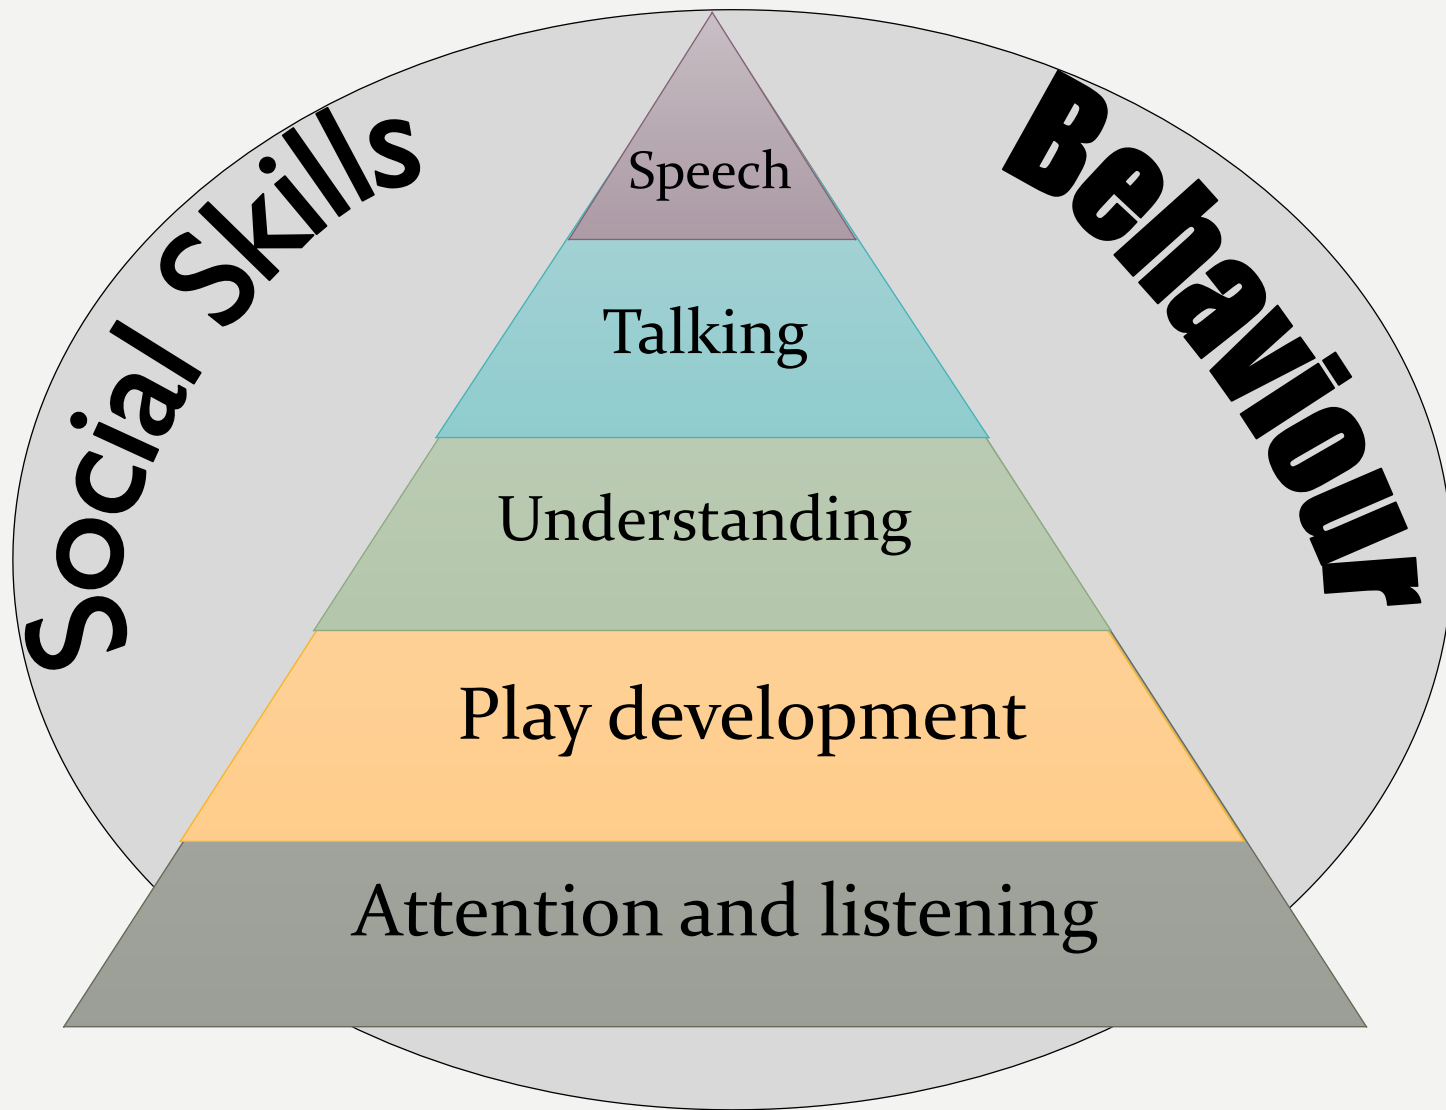 Social Skills
Behaviour
Speech
Talking
Understanding
Play development
Attention and listening